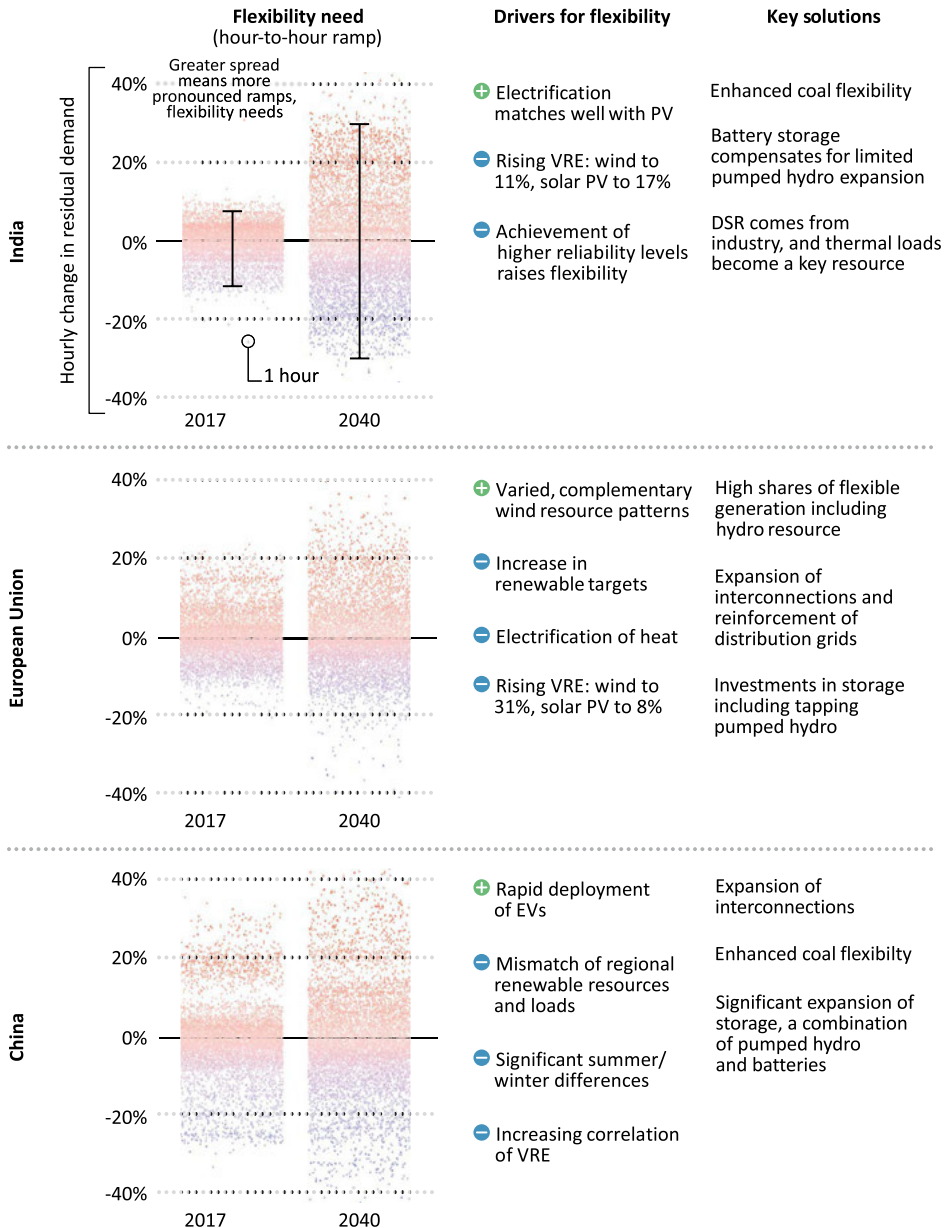 Flexibility need
(hour-to-hour ramp)
Drivers for flexibility
Key solutions
India
Hourly change in residual demand
Greater spread
means more
pronounced ramps,
flexibility needs
40%
20%
0%
-20%
-40%
1 hour
2017
2040
Electrification
matches well with PV
Rising VRE: wind to
11%, solar PV to 17%
Achievement of
higher reliability levels
raises flexibility
Enhanced coal flexibility
Battery storage
compensates for limited
pumped hydro expansion
DSR comes from
industry, and thermal loads
become a key resource
European Union
40%
20%
0%
-20%
-40%
2017
2040
Varied, complementary
wind resource patterns
Increase in
renewable targets
Electrification of heat
Rising VRE: wind to
31%, solar PV to 8%
High shares of flexible
generation including
hydro resource
Expansion of
interconnections and
reinforcement of
distribution grids
Investments in storage
including tapping
pumped hydro
China
40%
20%
0%
-20%
-40%
2017
2040
Rapid deployment
of EVs
Mismatch of regional
renewable resources
and loads
Significant summer/
winter differences
Increasing correlation
of VRE
Expansion of
interconnections
Enhanced coal flexibilty
Significant expansion of
storage, a combination
of pumped hydro
and batteries